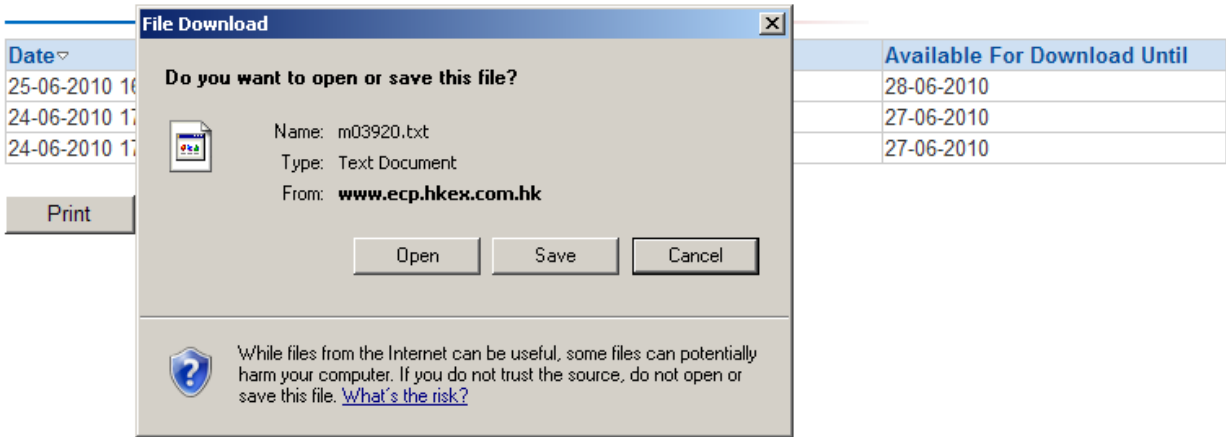 File Download
Date Available For Download Until
Do you want to open or save this file?
25-06-2010 28-06-2010
24-06-2010 27-06-2010
24-06-2010 27-06-2010
Name: m03920.txt
Type: Text Document
From: www.ecp.hkex.com.hk
Print
Open Save Cancel
While files from the Internet can be useful, some files can potentially
harm your computer. If you do not trust the source, do not open or
save this file. What's the risk?